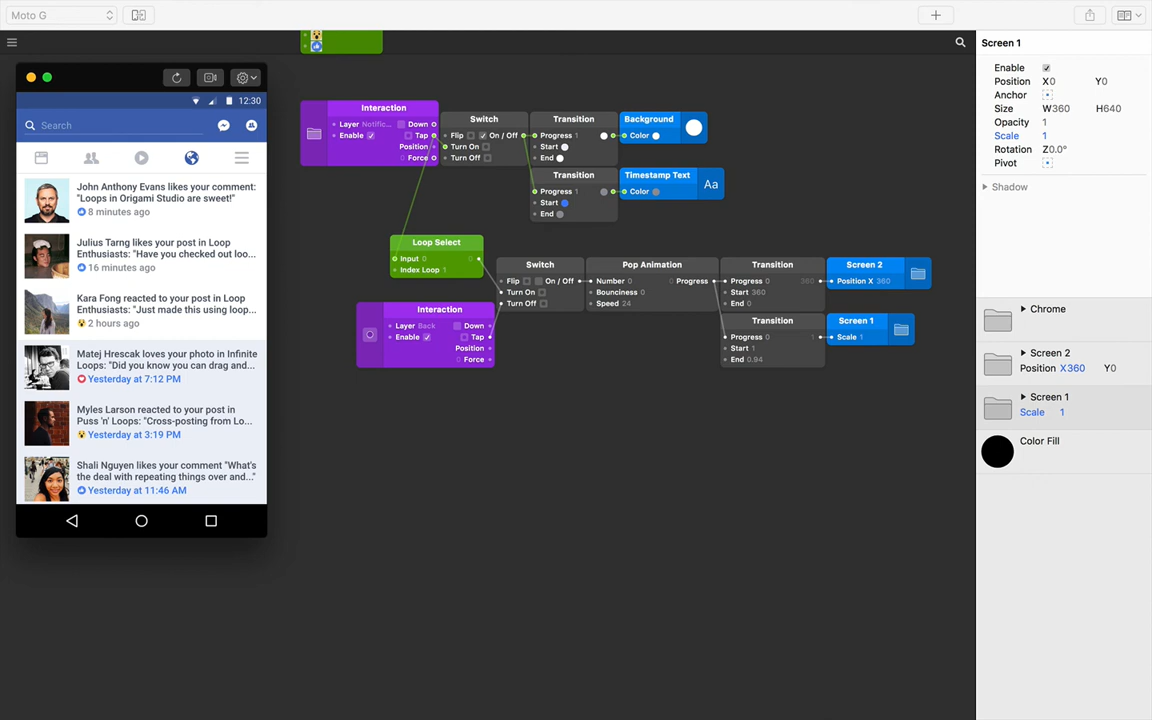 Moto G
Screen 1
Enable
Position X0 Y0
Anchor
Size W360 H640
Opacity 1
Scale 1
Rotation Z0.0°
Pivot
Shadow
Chrome
Screen 2
Position X360 Y0
Screen 1
Scale 1
Color Fill
12:30
Search
John Anthony Evans likes your comment:
"Loops in Origami Studio are sweet!"
8 minutes ago
Julius Tarng likes your post in Loop
Enthusiasts: "Have you checked out loo...
16 minutes ago
Kara Fong reacted to your post in Loop
Enthusiasts: "Just made this using loop...
2 hours ago
Matej Hrescak loves your photo in Infinite
Loops: "Did you know you can drag and...
Yesterday at 7:12 PM
Myles Larson reacted to your post in
Puss 'n' Loops: "Cross-posting from Lo...
Yesterday at 3:19 PM
Shali Nguyen likes your comment "What's
the deal with repeating things over and..."
Yesterday at 11:46 AM
Interaction
Layer Notific... Down
Enable Tap
Position
0 Force
Switch
Flip On / Off
Turn On
Turn Off
Transition
Progress 1
Start
End
Background
Color
Transition
Progress 1
Start
End
Timestamp Text
Color
Aa
Loop Select
Input 0 0
Index Loop 1
Interaction
Layer Back Down
Enable Tap
Position
0 Force
Switch
Flip On / Off
Turn On
Turn Off
Pop Animation
Number 0 0 Progress
Bounciness 0
Speed 24
Transition
Progress 0 360
Start 360
End 0
Screen 2
Position X 360
Transition
Progress 0 1
Start 1
End 0.94
Screen 1
Scale 1